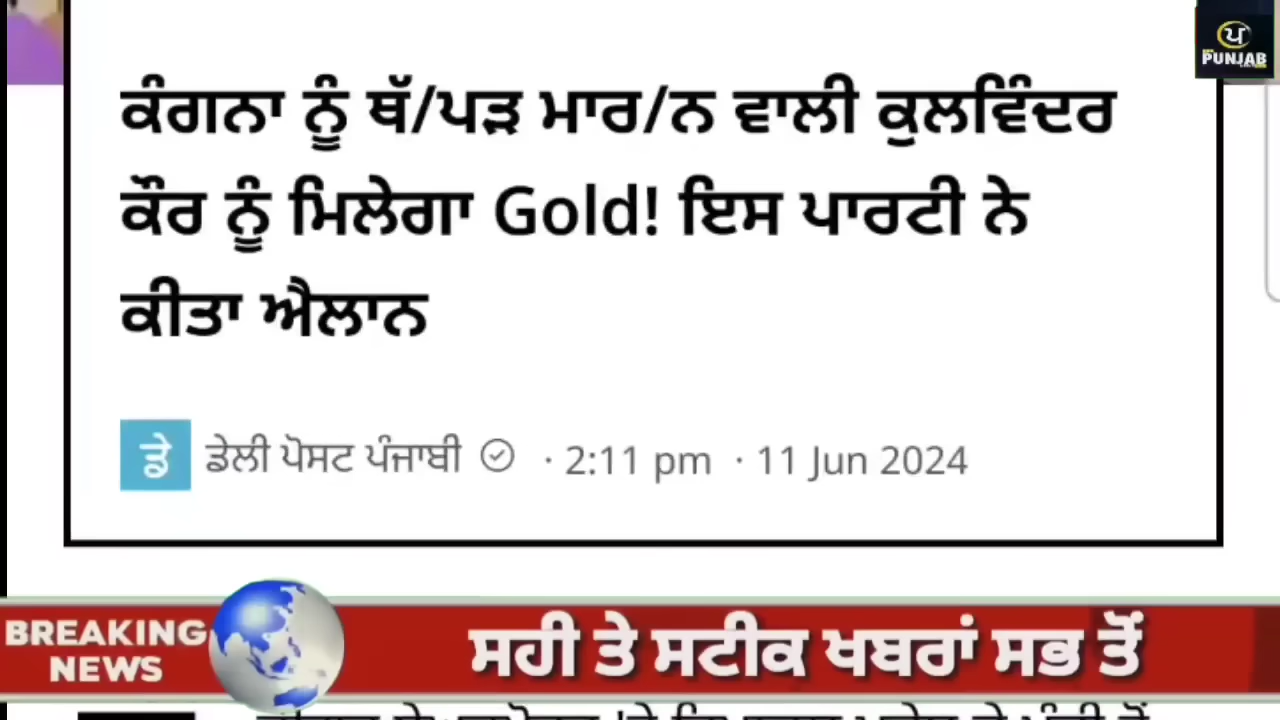 ਪ
PUNJAB
ਕੰਗਨਾ ਨੂੰ ਥੱ/ਪੜ ਮਾਰ/ਨ ਵਾਲੀ ਕੁਲਵਿੰਦਰ
ਕੌਰ ਨੂੰ ਮਿਲੇਗਾ Gold! ਇਸ ਪਾਰਟੀ ਨੇ
ਕੀਤਾ ਐਲਾਨ
ਡੇ ਡੇਲੀ ਪੋਸਟ ਪੰਜਾਬੀ · 2:11 pm · 11 Jun 2024
BREAKING
NEWS
ਸਹੀ ਤੇ ਸਟੀਕ ਖਬਰਾਂ ਸਭ ਤੋਂ